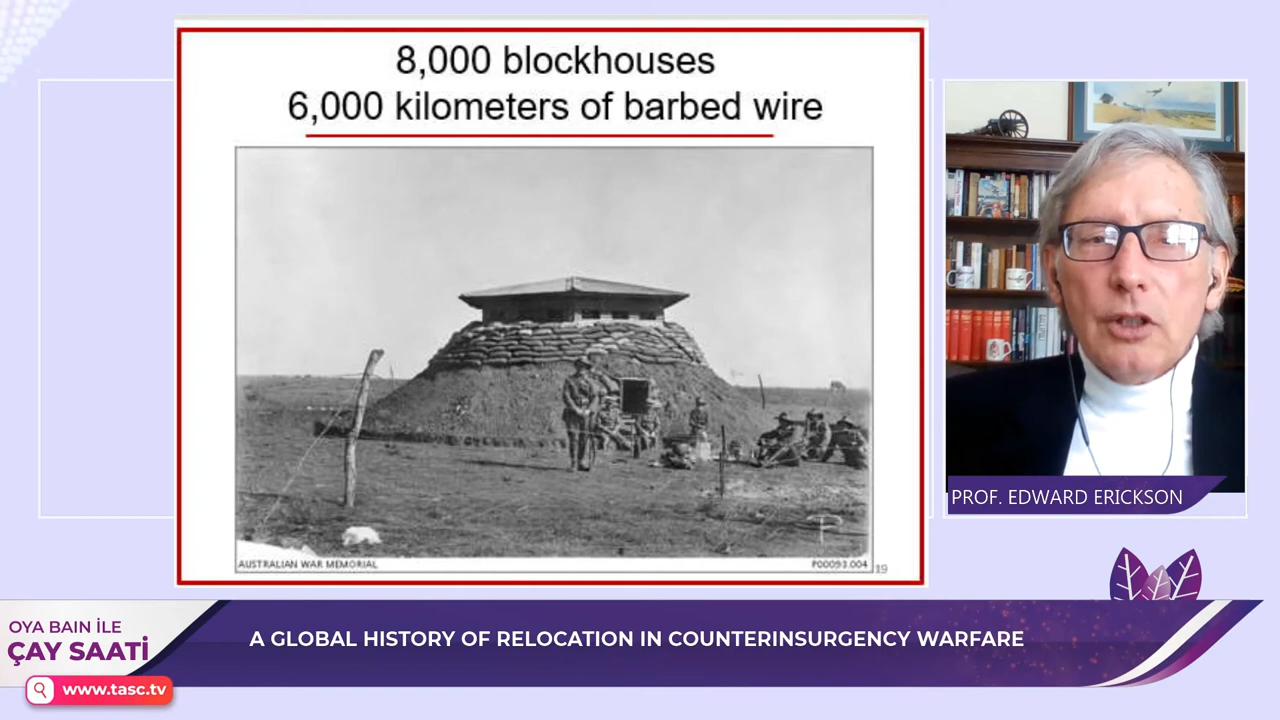 8,000 blockhouses
6,000 kilometers of barbed wire
AUSTRALIAN WAR MEMORIAL
P00093.004
19
PROF. EDWARD ERICKSON
OYA BAIN İLE
ÇAY SAATİ
A GLOBAL HISTORY OF RELOCATION IN COUNTERINSURGENCY WARFARE
www.tasc.tv